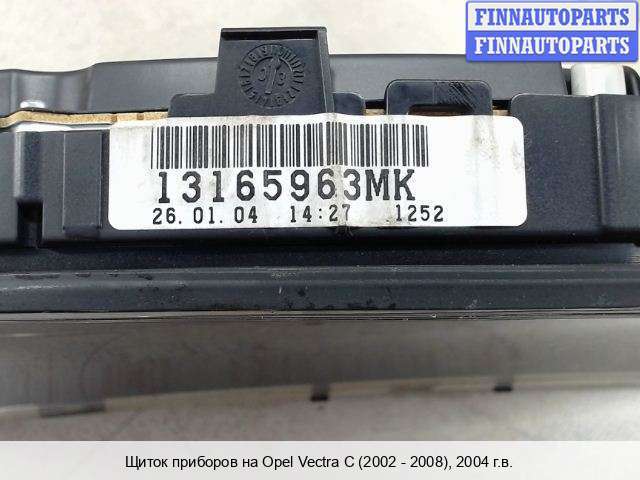 FINNAUTOPARTS
FINNAUTOPARTS
13165963MK
26.01.04 14:27 1252
Щиток приборов на Opel Vectra C (2002 - 2008), 2004 г.в.